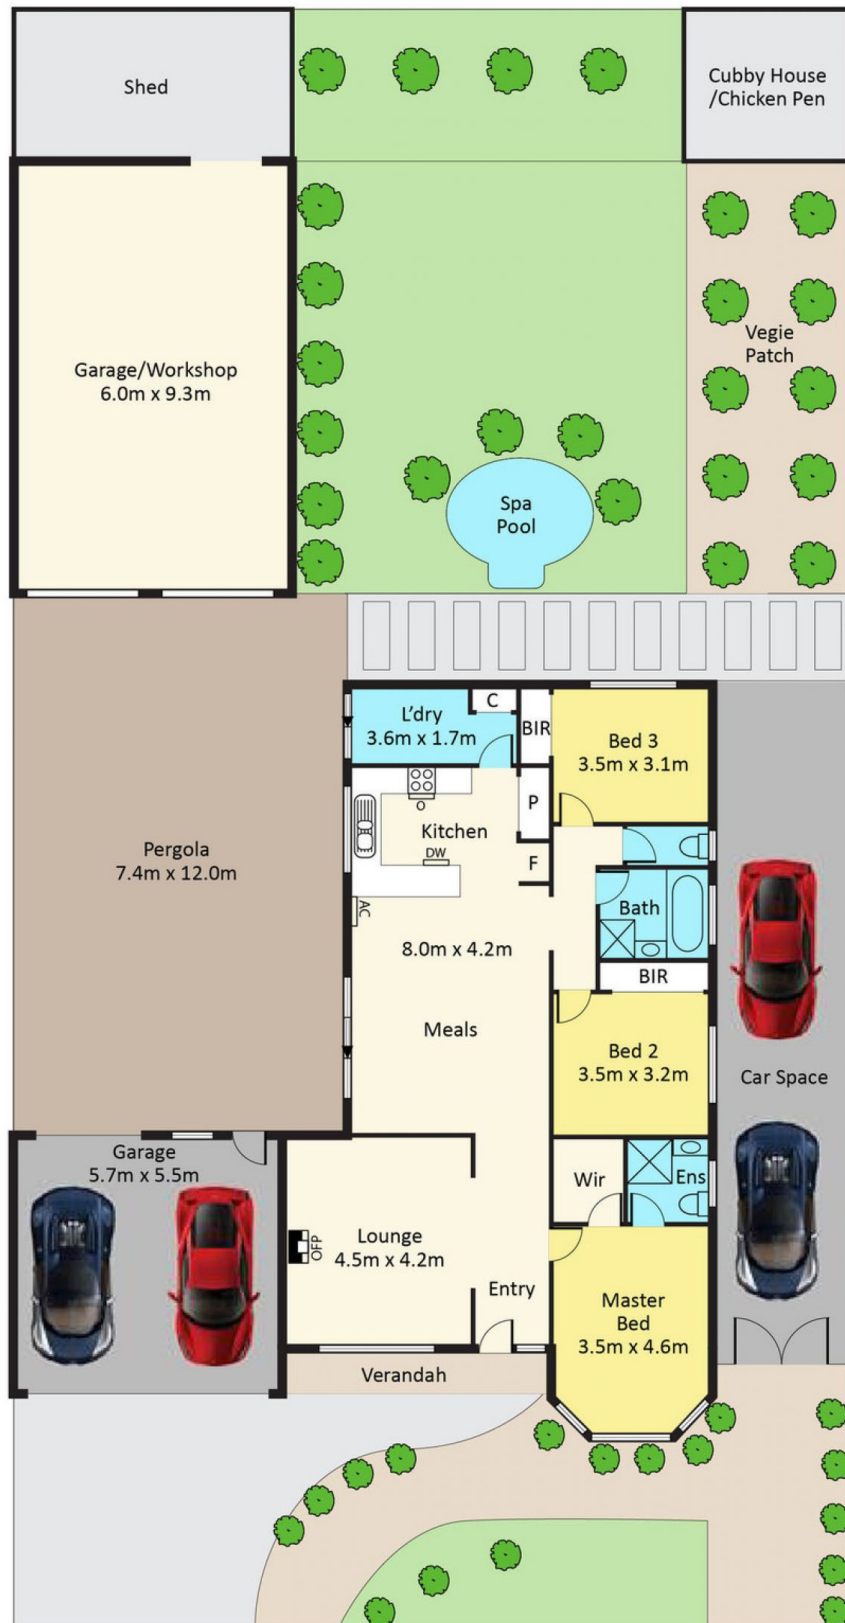 Shed
Cubby House
/Chicken Pen
Garage/Workshop
6.0m x 9.3m
Vegie
Patch
Spa
Pool
C
L'dry
3.6m x 1.7m
BIR
Bed 3
3.5m x 3.1m
O
P
Kitchen
DW
F
Pergola
7.4m x 12.0m
AC
Bath
8.0m x 4.2m
BIR
Meals
Bed 2
3.5m x 3.2m
Car Space
Garage
5.7m x 5.5m
Wir
Ens
OFP
Lounge
4.5m x 4.2m
Entry
Master
Bed
3.5m x 4.6m
Verandah